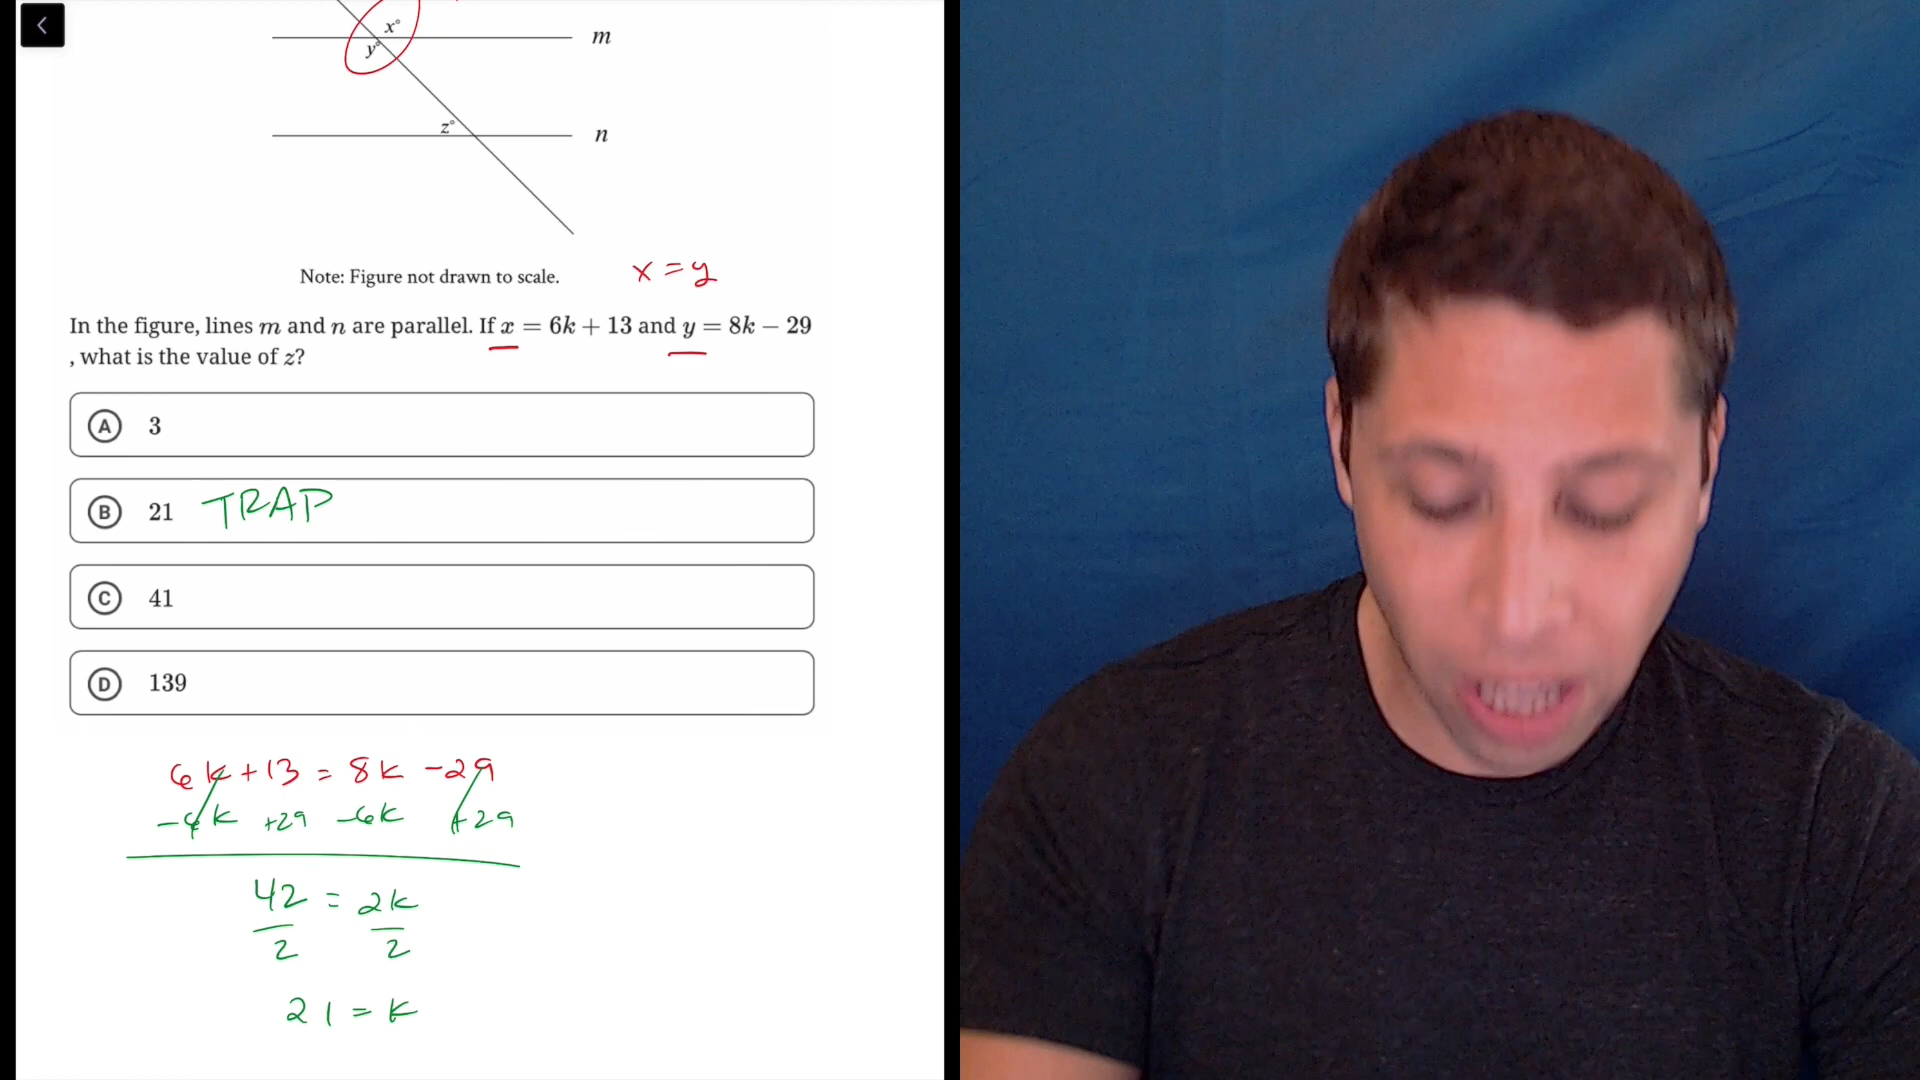 x°
m
y°
z°
n
Note: Figure not drawn to scale.
x = y
In the figure, lines m and n are parallel. If x = 6k + 13 and y = 8k − 29
, what is the value of z?
A 3
B 21 TRAP
C 41
D 139
6k + 13 = 8k - 29
-6k +29 -6k +29
42 = 2k
2 2
21 = k